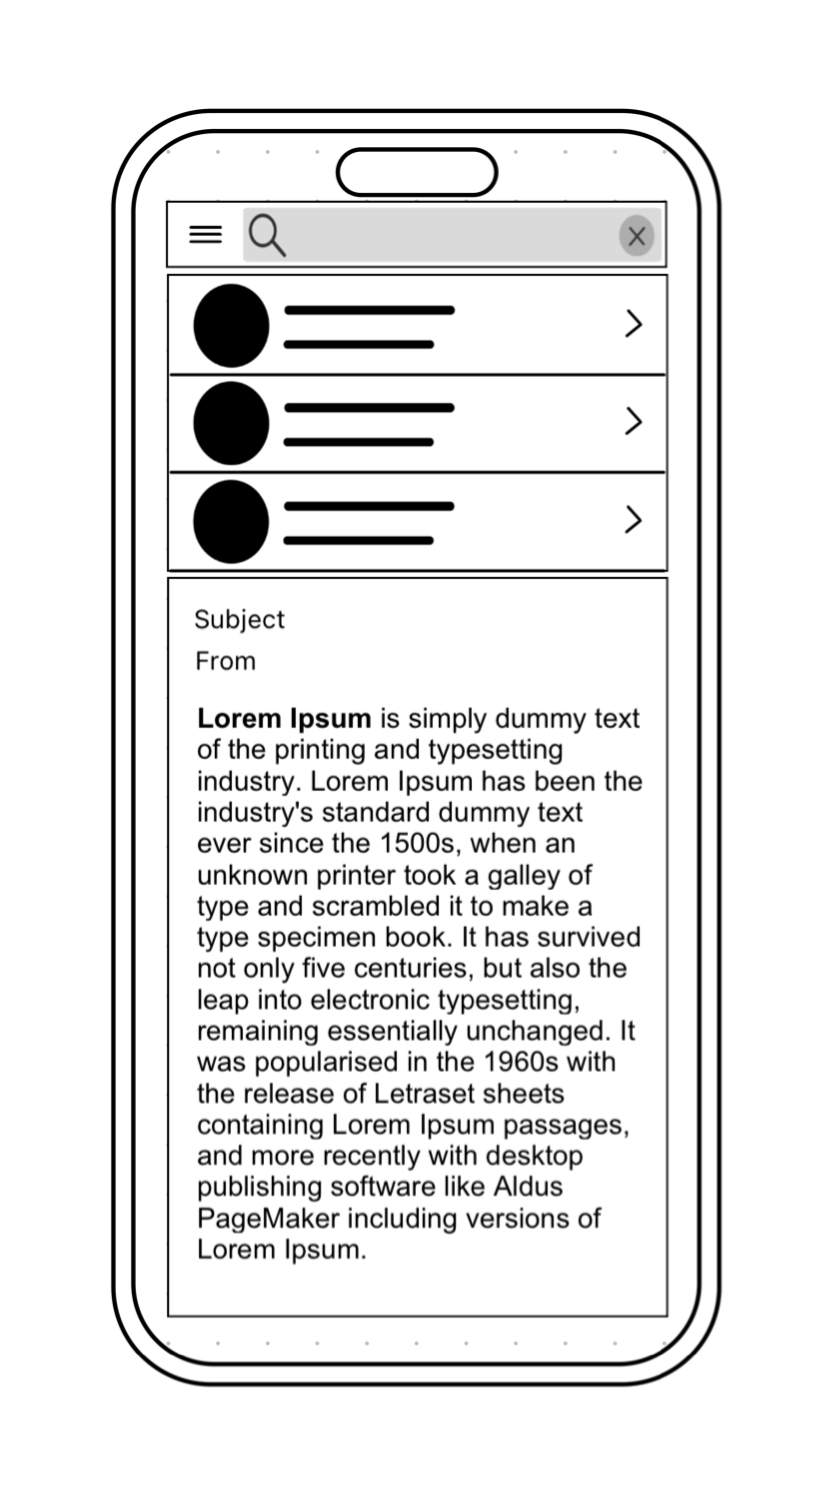 Subject
From
Lorem Ipsum is simply dummy text
of the printing and typesetting
industry. Lorem Ipsum has been the
industry's standard dummy text
ever since the 1500s, when an
unknown printer took a galley of
type and scrambled it to make a
type specimen book. It has survived
not only five centuries, but also the
leap into electronic typesetting,
remaining essentially unchanged. It
was popularised in the 1960s with
the release of Letraset sheets
containing Lorem Ipsum passages,
and more recently with desktop
publishing software like Aldus
PageMaker including versions of
Lorem Ipsum.